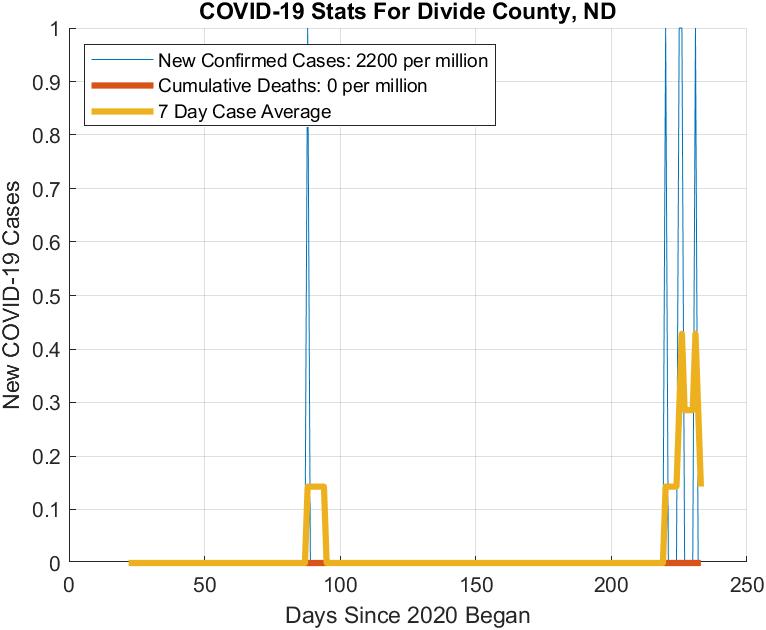 COVID-19 Stats For Divide County, ND
New Confirmed Cases: 2200 per million
Cumulative Deaths: 0 per million
7 Day Case Average
1
0.9
0.8
0.7
0.6
0.5
0.4
0.3
0.2
0.1
0
New COVID-19 Cases
0 50 100 150 200 250
Days Since 2020 Began